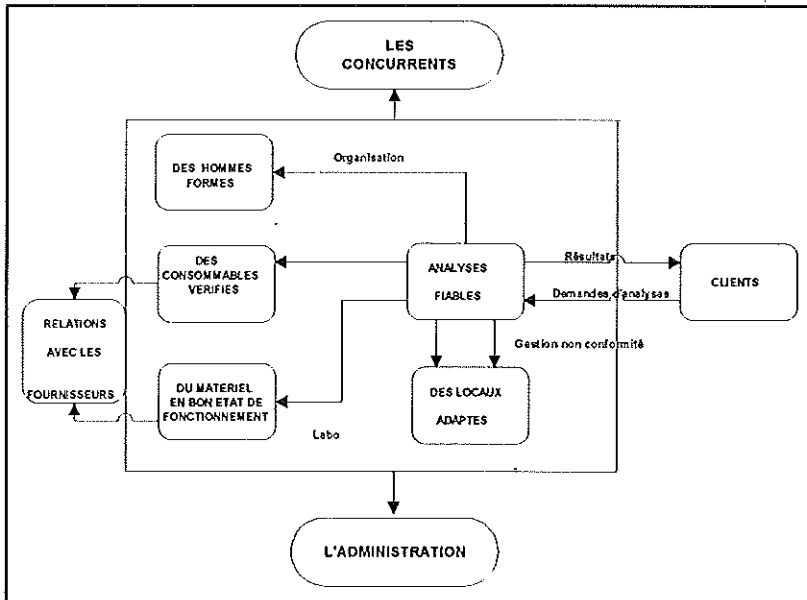 LES
CONCURRENTS
DES HOMMES
FORMES
Organisation
DES
CONSOMMABLES
VERIFIES
ANALYSES
FIABLES
Résultats
Demandes d'analyses
CLIENTS
RELATIONS
AVEC LES
FOURNISSEURS
Gestion non conformité
DU MATERIEL
EN BON ETAT DE
FONCTIONNEMENT
DES LOCAUX
ADAPTES
Labo
L'ADMINISTRATION